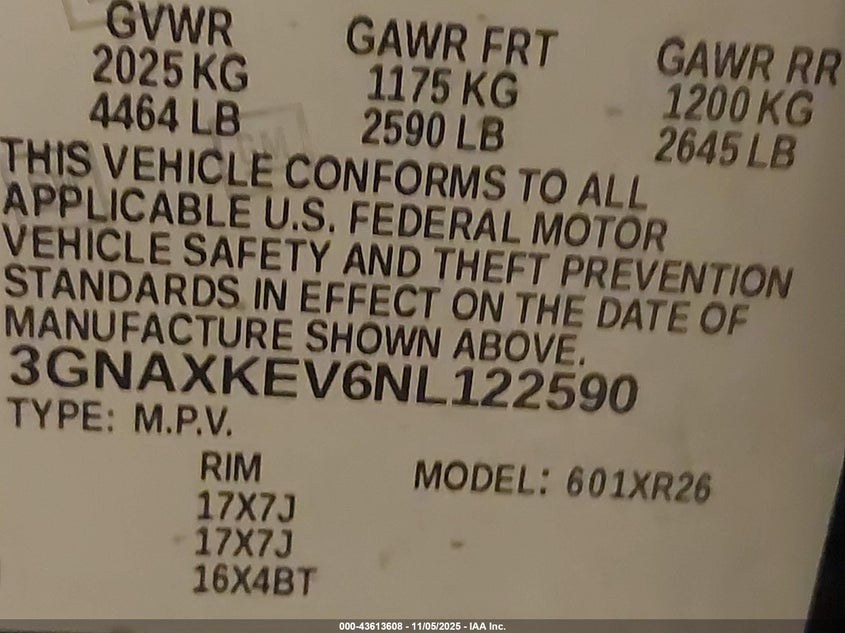 GVWR GAWR FRT GAWR RR
2025 KG 1175 KG 1200 KG
4464 LB 2590 LB 2645 LB
THIS VEHICLE CONFORMS TO ALL
APPLICABLE U.S. FEDERAL MOTOR
VEHICLE SAFETY AND THEFT PREVENTION
STANDARDS IN EFFECT ON THE DATE OF
MANUFACTURE SHOWN ABOVE.
3GNAXKEV6NL122590
TYPE: M.P.V.
RIM MODEL: 601XR26
17X7J
17X7J
16X4BT
GM
000-43613608 - 11/05/2025 - IAA Inc.